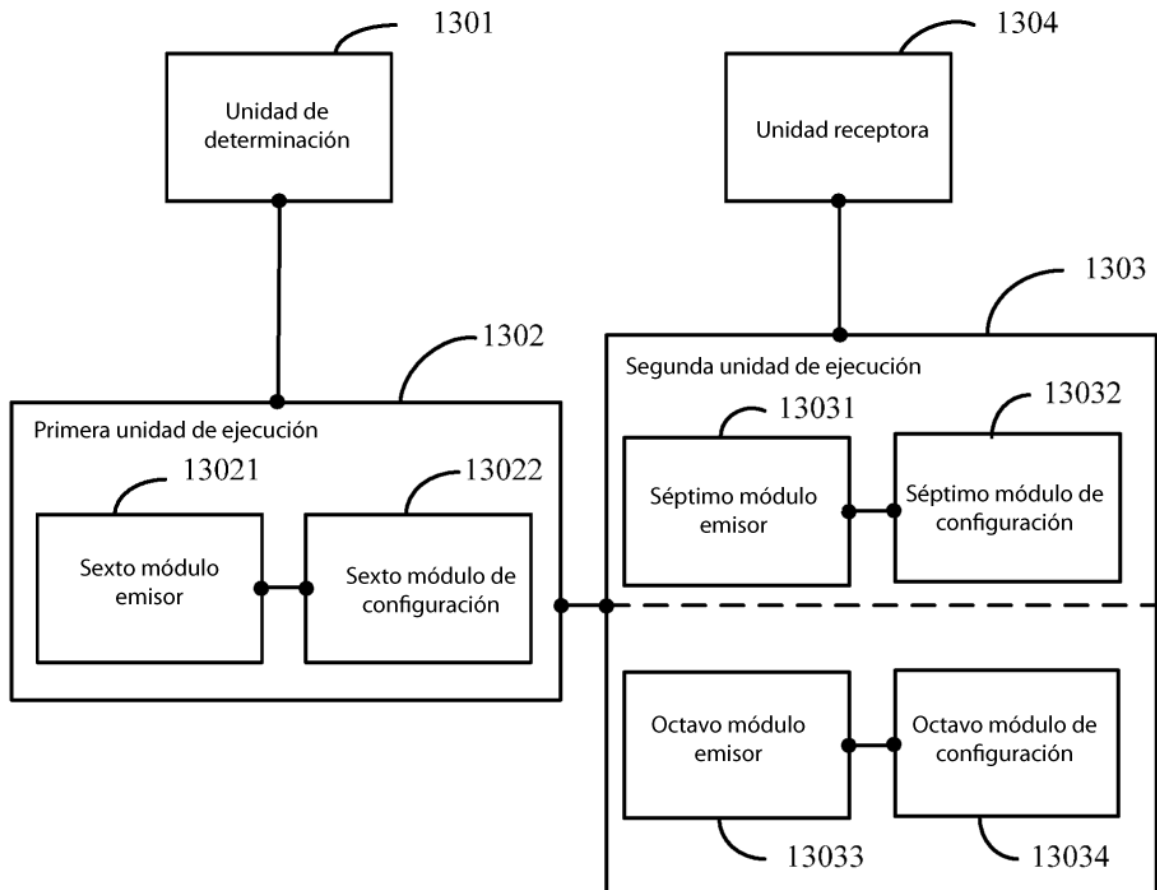 1301
1304
Unidad de
determinación
Unidad receptora
1303
1302
Segunda unidad de ejecución
13031
13032
Primera unidad de ejecución
13021
13022
Séptimo módulo
emisor
Séptimo módulo de
configuración
Sexto módulo
emisor
Sexto módulo de
configuración
Octavo módulo
emisor
Octavo módulo de
configuración
13033
13034